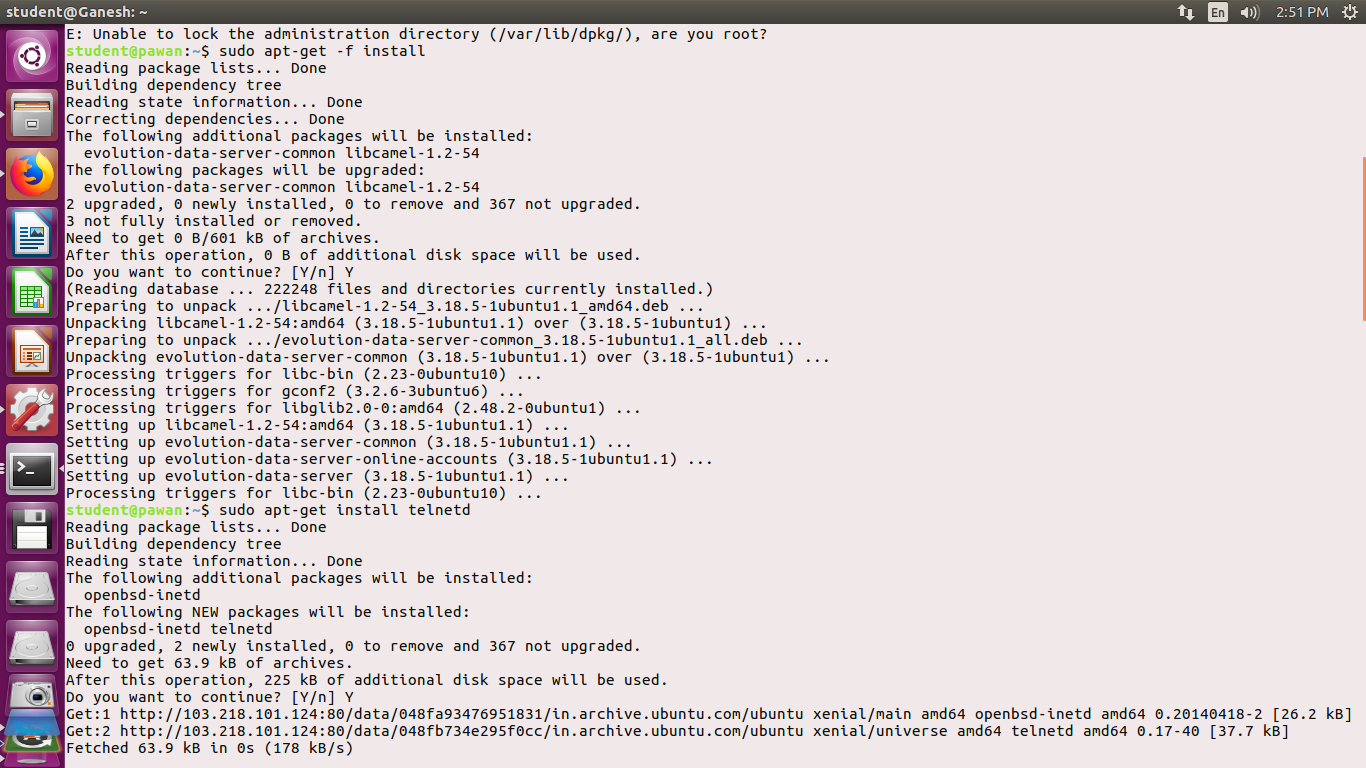 student@Ganesh: ~
En
2:51 PM
E: Unable to lock the administration directory (/var/lib/dpkg/), are you root?
student@pawan:~$ sudo apt-get -f install
Reading package lists... Done
Building dependency tree
Reading state information... Done
Correcting dependencies... Done
The following additional packages will be installed:
  evolution-data-server-common libcamel-1.2-54
The following packages will be upgraded:
  evolution-data-server-common libcamel-1.2-54
2 upgraded, 0 newly installed, 0 to remove and 367 not upgraded.
3 not fully installed or removed.
Need to get 0 B/601 kB of archives.
After this operation, 0 B of additional disk space will be used.
Do you want to continue? [Y/n] Y
(Reading database ... 222248 files and directories currently installed.)
Preparing to unpack .../libcamel-1.2-54_3.18.5-1ubuntu1.1_amd64.deb ...
Unpacking libcamel-1.2-54:amd64 (3.18.5-1ubuntu1.1) over (3.18.5-1ubuntu1) ...
Preparing to unpack .../evolution-data-server-common_3.18.5-1ubuntu1.1_all.deb ...
Unpacking evolution-data-server-common (3.18.5-1ubuntu1.1) over (3.18.5-1ubuntu1) ...
Processing triggers for libc-bin (2.23-0ubuntu10) ...
Processing triggers for gconf2 (3.2.6-3ubuntu6) ...
Processing triggers for libglib2.0-0:amd64 (2.48.2-0ubuntu1) ...
Setting up libcamel-1.2-54:amd64 (3.18.5-1ubuntu1.1) ...
Setting up evolution-data-server-common (3.18.5-1ubuntu1.1) ...
Setting up evolution-data-server-online-accounts (3.18.5-1ubuntu1.1) ...
Setting up evolution-data-server (3.18.5-1ubuntu1.1) ...
Processing triggers for libc-bin (2.23-0ubuntu10) ...
student@pawan:~$ sudo apt-get install telnetd
Reading package lists... Done
Building dependency tree
Reading state information... Done
The following additional packages will be installed:
  openbsd-inetd
The following NEW packages will be installed:
  openbsd-inetd telnetd
0 upgraded, 2 newly installed, 0 to remove and 367 not upgraded.
Need to get 63.9 kB of archives.
After this operation, 225 kB of additional disk space will be used.
Do you want to continue? [Y/n] Y
Get:1 http://103.218.101.124:80/data/048fa93476951831/in.archive.ubuntu.com/ubuntu xenial/main amd64 openbsd-inetd amd64 0.20140418-2 [26.2 kB]
Get:2 http://103.218.101.124:80/data/048fb734e295f0cc/in.archive.ubuntu.com/ubuntu xenial/universe amd64 telnetd amd64 0.17-40 [37.7 kB]
Fetched 63.9 kB in 0s (178 kB/s)